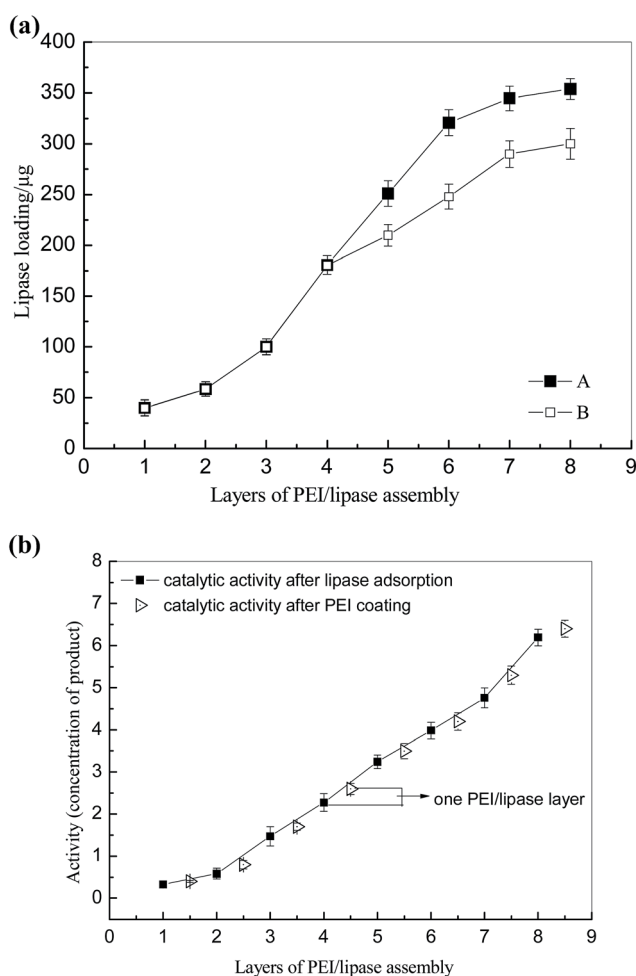 (a)
400
350
300
250
200
150
100
50
0
Lipase loading/μg
A
B
0 1 2 3 4 5 6 7 8 9
Layers of PEI/lipase assembly
(b)
8
7
6
5
4
3
2
1
0
Activity (concentration of product)
catalytic activity after lipase adsorption
catalytic activity after PEI coating
one PEI/lipase layer
0 1 2 3 4 5 6 7 8 9
Layers of PEI/lipase assembly